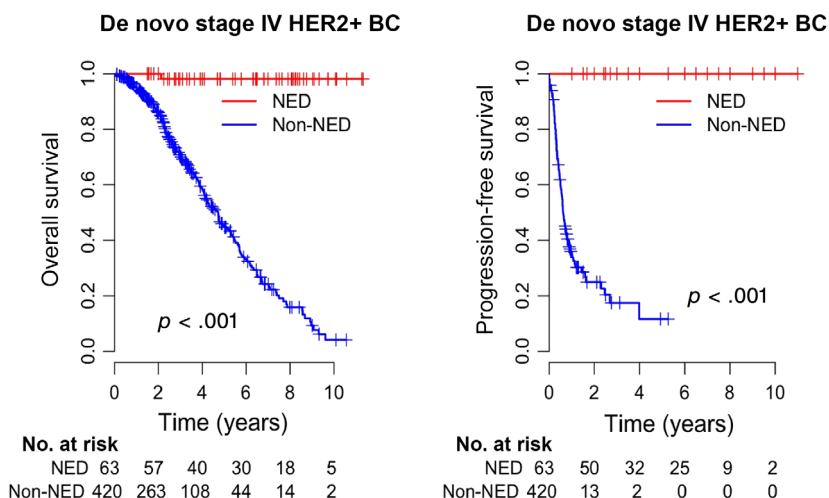 De novo stage IV HER2+ BC
Overall survival
1.0
0.8
0.6
0.4
0.2
0.0
NED
Non-NED
p < .001
0 2 4 6 8 10
Time (years)
No. at risk
NED 63 57 40 30 18 5
Non-NED 420 263 108 44 14 2
De novo stage IV HER2+ BC
Progression-free survival
1.0
0.8
0.6
0.4
0.2
0.0
NED
Non-NED
p < .001
0 2 4 6 8 10
Time (years)
No. at risk
NED 63 50 32 25 9 2
Non-NED 420 13 2 0 0 0